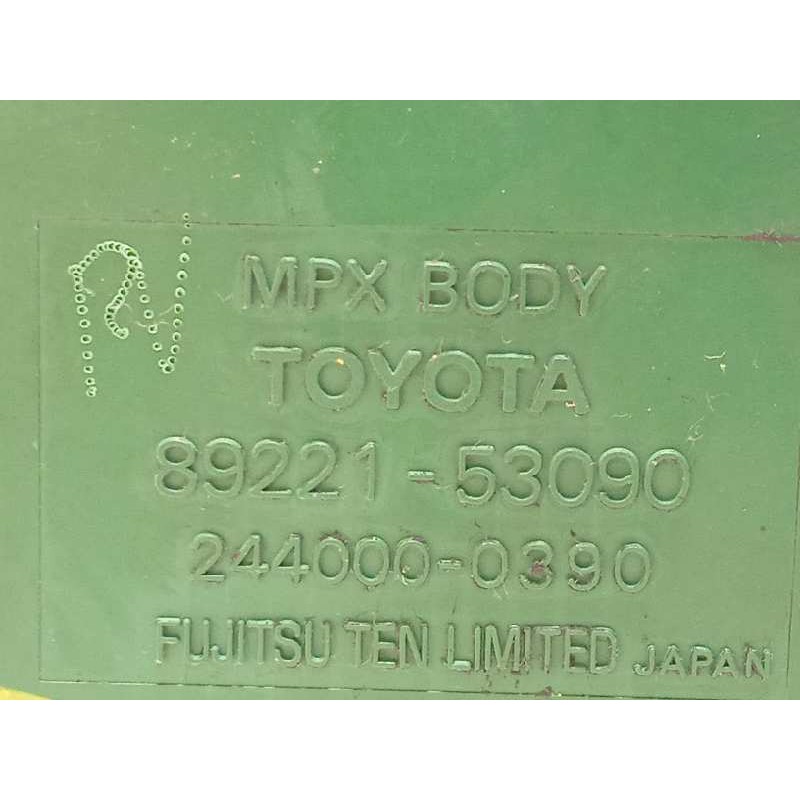 MPX BODY
TOYOTA
89221-53090
244000-0390
FUJITSU TEN LIMITED JAPAN